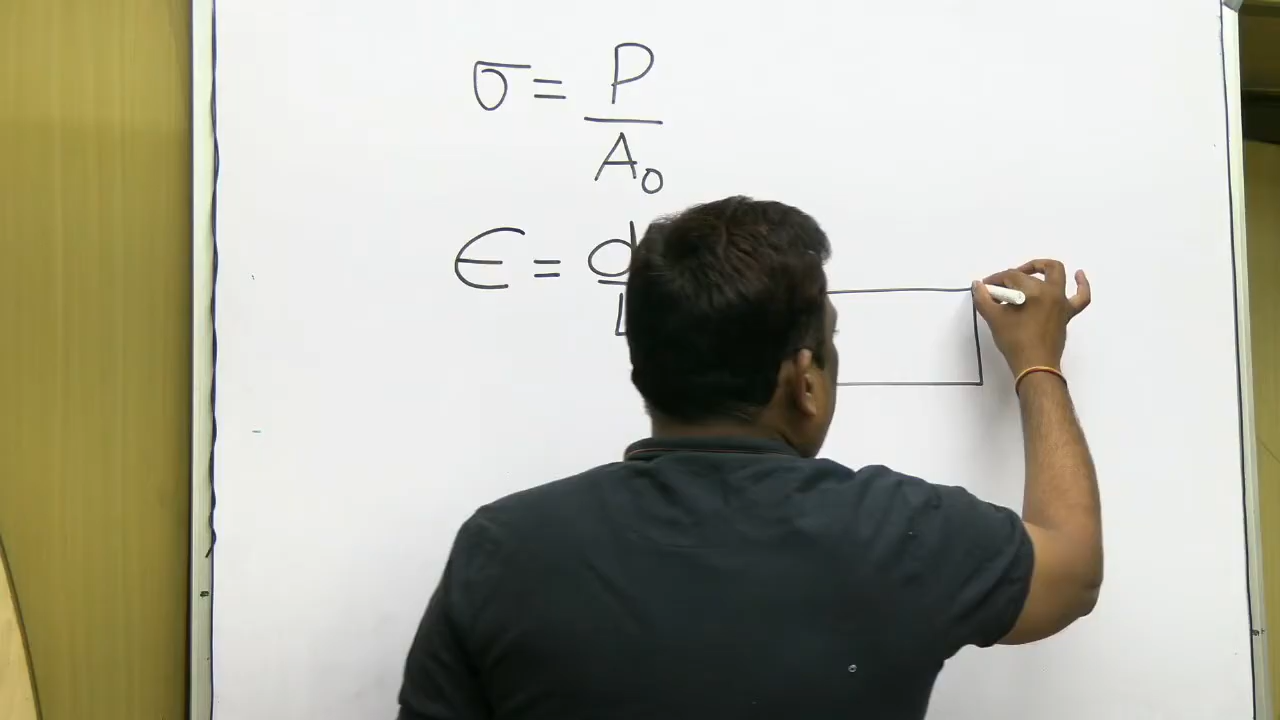 σ = P
A₀
ϵ = d
L